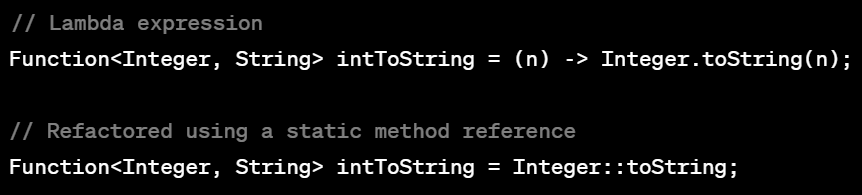 // Lambda expression
Function<Integer, String> intToString = (n) -> Integer.toString(n);
// Refactored using a static method reference
Function<Integer, String> intToString = Integer::toString;